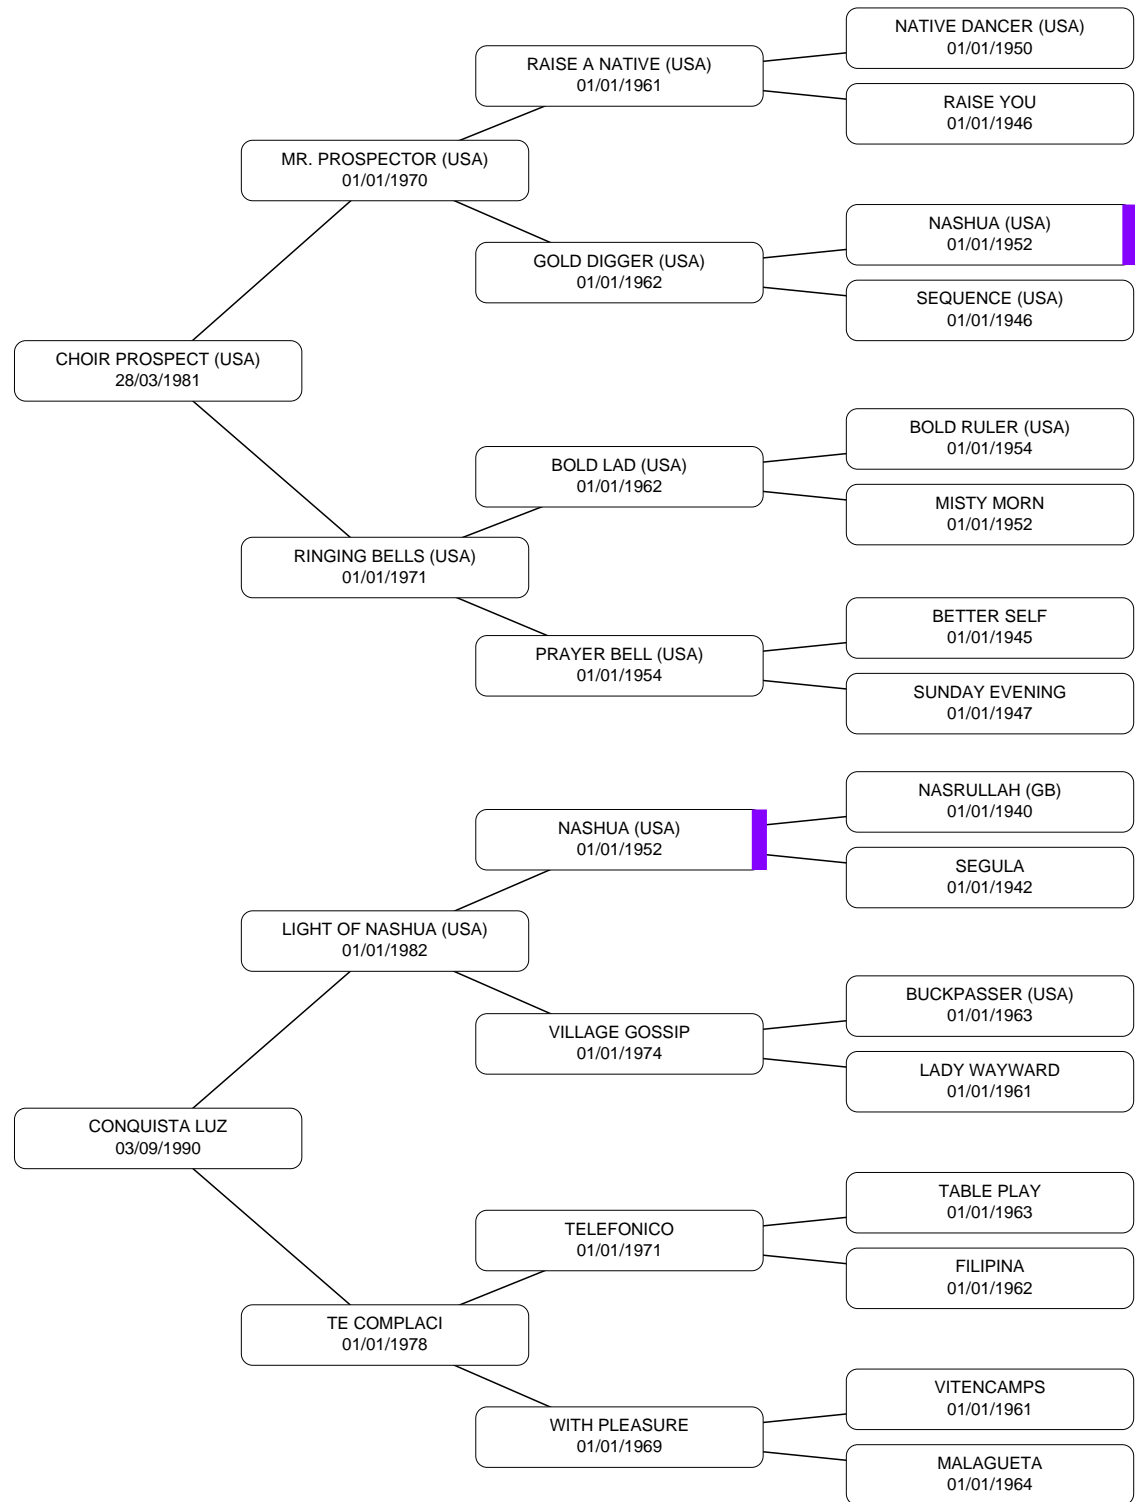 NATIVE DANCER (USA)
01/01/1950
RAISE A NATIVE (USA)
01/01/1961
RAISE YOU
01/01/1946
MR. PROSPECTOR (USA)
01/01/1970
NASHUA (USA)
01/01/1952
GOLD DIGGER (USA)
01/01/1962
SEQUENCE (USA)
01/01/1946
CHOIR PROSPECT (USA)
28/03/1981
BOLD RULER (USA)
01/01/1954
BOLD LAD (USA)
01/01/1962
MISTY MORN
01/01/1952
RINGING BELLS (USA)
01/01/1971
BETTER SELF
01/01/1945
PRAYER BELL (USA)
01/01/1954
SUNDAY EVENING
01/01/1947
NASRULLAH (GB)
01/01/1940
NASHUA (USA)
01/01/1952
SEGULA
01/01/1942
LIGHT OF NASHUA (USA)
01/01/1982
BUCKPASSER (USA)
01/01/1963
VILLAGE GOSSIP
01/01/1974
LADY WAYWARD
01/01/1961
CONQUISTA LUZ
03/09/1990
TABLE PLAY
01/01/1963
TELEFONICO
01/01/1971
FILIPINA
01/01/1962
TE COMPLACI
01/01/1978
VITENCAMPS
01/01/1961
WITH PLEASURE
01/01/1969
MALAGUETA
01/01/1964